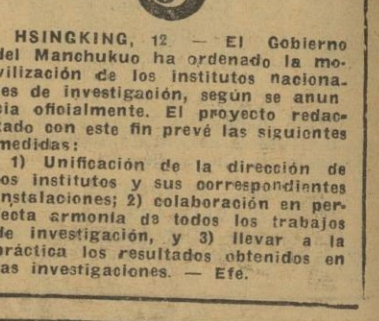 HSINGKING, 12. — El Gobierno
del Manchukuo ha ordenado la mo-
vilización de los institutos naciona-
es de investigación, según se anun
cia oficialmente. El proyecto redac-
tado con este fin prevé las siguientes
medidas:
1) Unificación de la dirección de
os institutos y sus correspondientes
nstalaciones; 2) colaboración en per-
ecta armonía de todos los trabajos
de investigación, y 3) llevar a la
práctica los resultados obtenidos en
as investigaciones. — Efe.